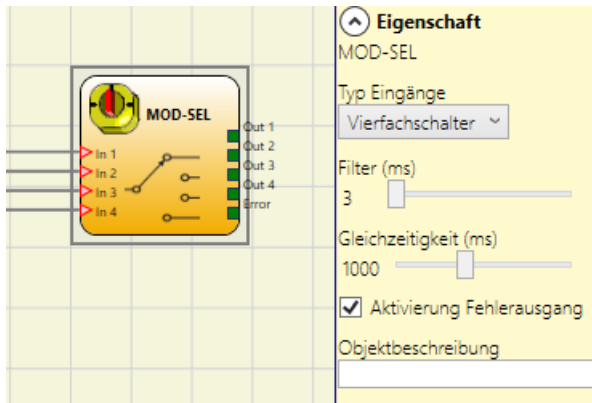 MOD-SEL
In 1
In 2
In 3
In 4
Out 1
Out 2
Out 3
Out 4
Error
Eigenschaft
MOD-SEL
Typ Eingänge
Vierfachschalter
Filter (ms)
3
Gleichzeitigkeit (ms)
1000
Aktivierung Fehlerausgang
Objektbeschreibung